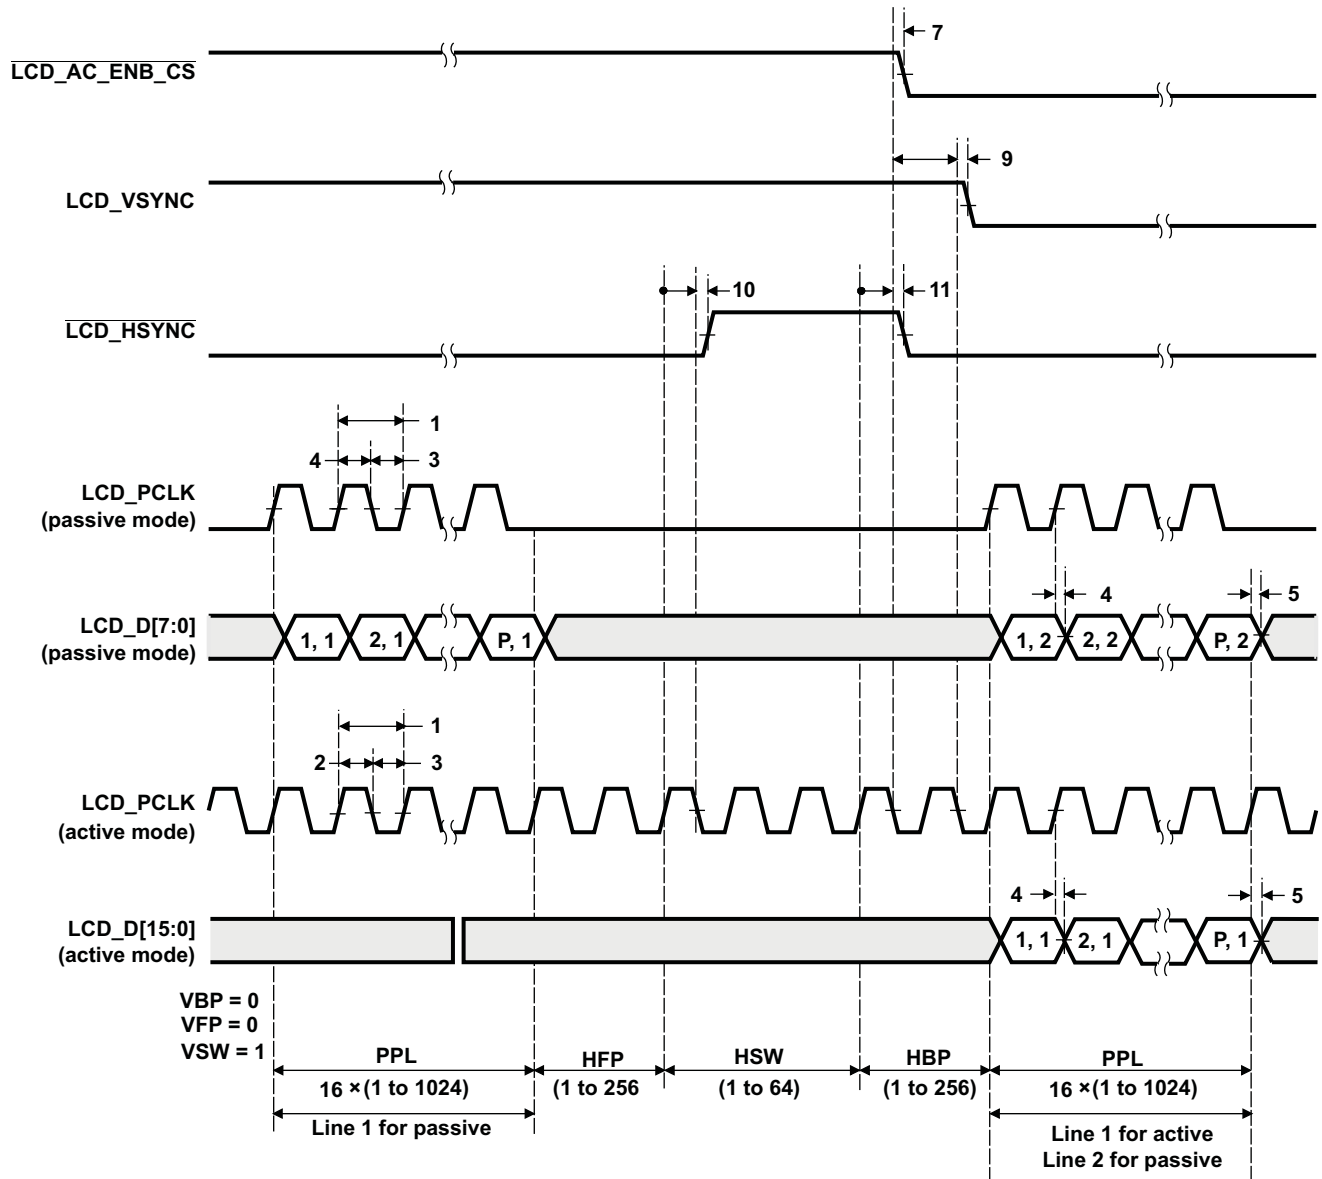 7
LCD_AC_ENB_CS
9
LCD_VSYNC
10
11
LCD_HSYNC
1
4
3
LCD_PCLK
(passive mode)
4
5
LCD_D[7:0]
(passive mode)
1, 1
2, 1
P, 1
1, 2
2, 2
P, 2
1
2
3
LCD_PCLK
(active mode)
4
5
LCD_D[15:0]
(active mode)
1, 1
2, 1
P, 1
VBP = 0
VFP = 0
VSW = 1
PPL
HFP
HSW
HBP
PPL
16 ×(1 to 1024)
(1 to 256
(1 to 64)
(1 to 256)
16 ×(1 to 1024)
Line 1 for passive
Line 1 for active
Line 2 for passive